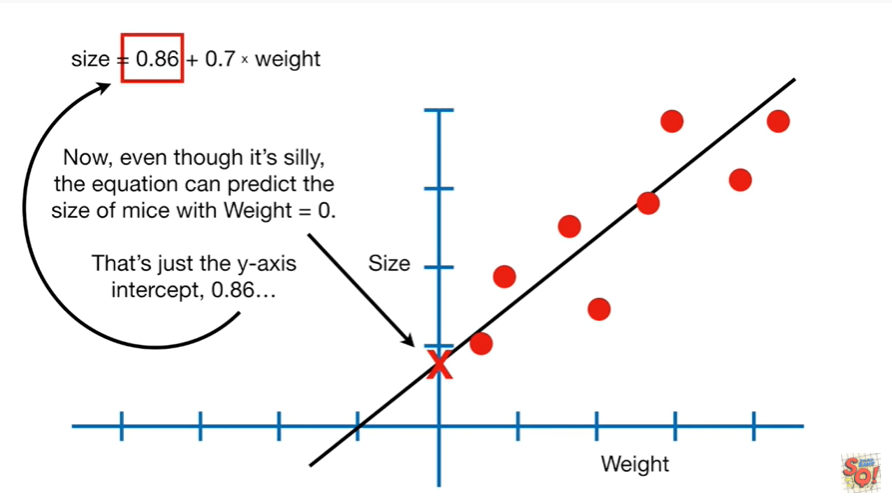 size = 0.86 + 0.7 × weight
Now, even though it’s silly,
the equation can predict the
size of mice with Weight = 0.
That’s just the y-axis
intercept, 0.86…
Size
X
Weight
SQ!